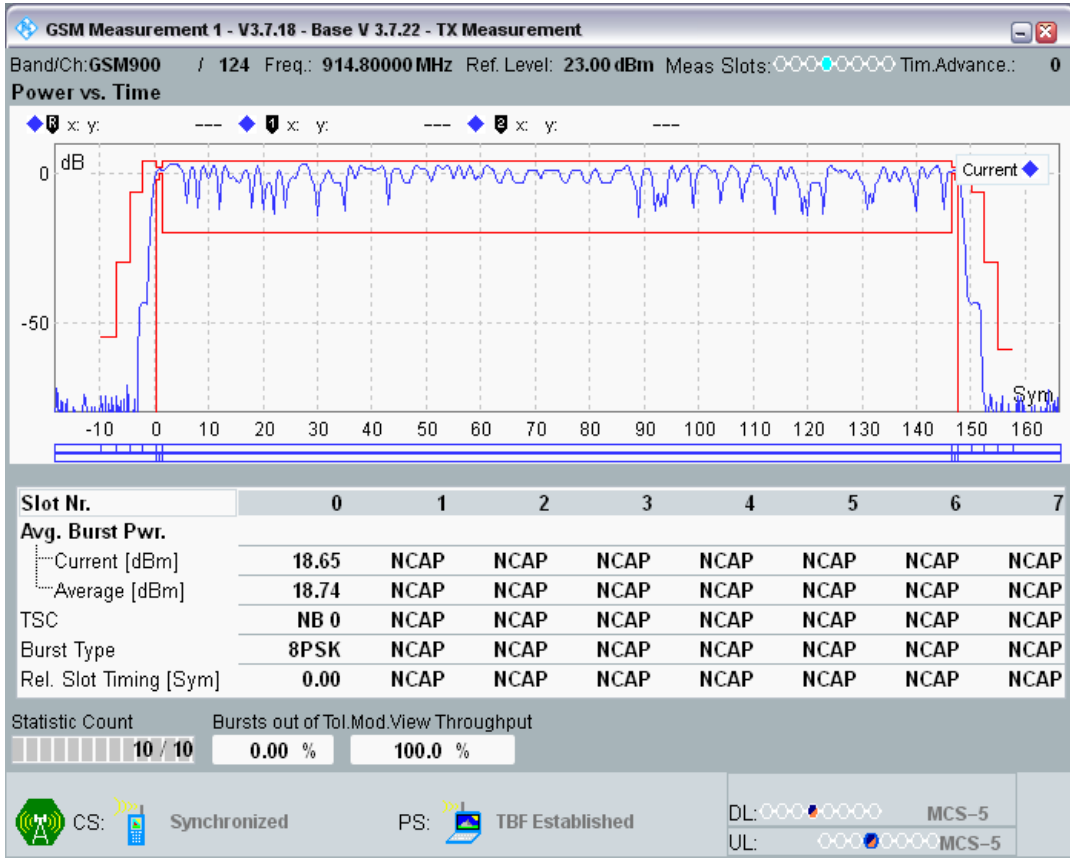 GSM Measurement 1 - V3.7.18 - Base V 3.7.22 - TX Measurement
Band/Ch:GSM900 / 124 Freq.: 914.80000 MHz Ref. Level: 23.00 dBm Meas Slots: Tim.Advance.: 0
Power vs. Time
R x: y: --- 1 x: y: --- 2 x: y: ---
dB
Current
0
-50
Sym
-10 0 10 20 30 40 50 60 70 80 90 100 110 120 130 140 150 160
Slot Nr. 0 1 2 3 4 5 6 7
Avg. Burst Pwr.
Current [dBm] 18.65 NCAP NCAP NCAP NCAP NCAP NCAP NCAP
Average [dBm] 18.74 NCAP NCAP NCAP NCAP NCAP NCAP NCAP
TSC NB 0 NCAP NCAP NCAP NCAP NCAP NCAP NCAP
Burst Type 8PSK NCAP NCAP NCAP NCAP NCAP NCAP NCAP
Rel. Slot Timing [Sym] 0.00 NCAP NCAP NCAP NCAP NCAP NCAP NCAP
Statistic Count Bursts out of Tol.Mod.View Throughput
10 / 10 0.00 % 100.0 %
CS: Synchronized PS: TBF Established DL: MCS-5
UL: MCS-5